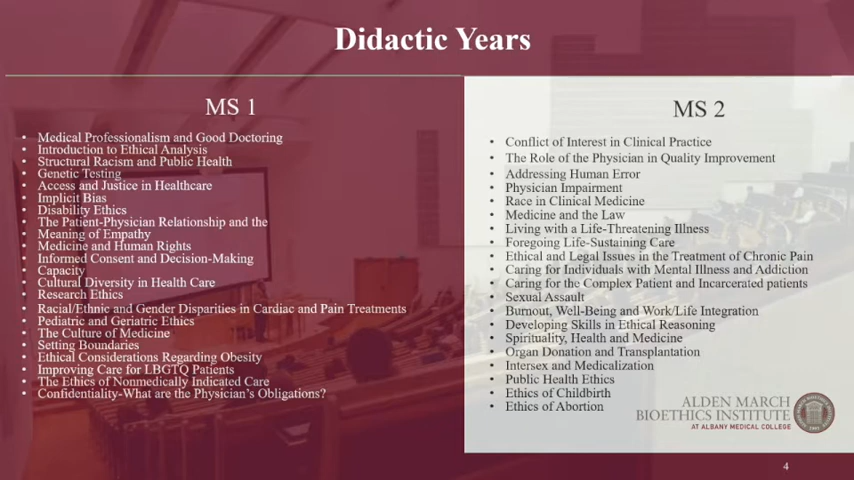 Didactic Years
MS 1
• Medical Professionalism and Good Doctoring
• Introduction to Ethical Analysis
• Structural Racism and Public Health
• Genetic Testing
• Access and Justice in Healthcare
• Implicit Bias
• Disability Ethics
• The Patient-Physician Relationship and the
Meaning of Empathy
• Medicine and Human Rights
• Informed Consent and Decision-Making
Capacity
• Cultural Diversity in Health Care
• Research Ethics
• Racial/Ethnic and Gender Disparities in Cardiac and Pain Treatments
• Pediatric and Geriatric Ethics
• The Culture of Medicine
• Setting Boundaries
• Ethical Considerations Regarding Obesity
• Improving Care for LBGTQ Patients
• The Ethics of Nonmedically Indicated Care
• Confidentiality-What are the Physician's Obligations?
MS 2
• Conflict of Interest in Clinical Practice
• The Role of the Physician in Quality Improvement
• Addressing Human Error
• Physician Impairment
• Race in Clinical Medicine
• Medicine and the Law
• Living with a Life-Threatening Illness
• Foregoing Life-Sustaining Care
• Ethical and Legal Issues in the Treatment of Chronic Pain
• Caring for Individuals with Mental Illness and Addiction
• Caring for the Complex Patient and Incarcerated patients
• Sexual Assault
• Burnout, Well-Being and Work/Life Integration
• Developing Skills in Ethical Reasoning
• Spirituality, Health and Medicine
• Organ Donation and Transplantation
• Intersex and Medicalization
• Public Health Ethics
• Ethics of Childbirth
• Ethics of Abortion
ALDEN MARCH
BIOETHICS INSTITUTE
AT ALBANY MEDICAL COLLEGE
4